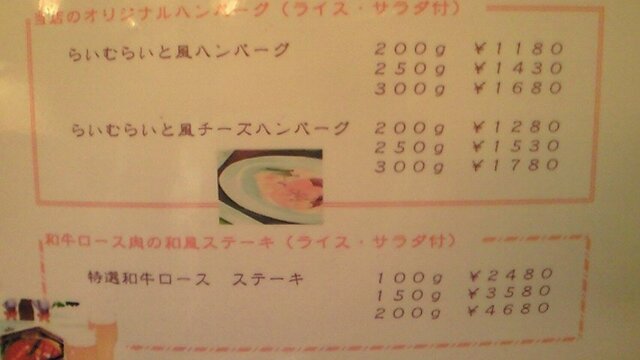 当店のオリジナルハンバーグ（ライス・サラダ付）
らいむらいと風ハンバーグ 200g ￥1180
250g ￥1430
300g ￥1680
らいむらいと風チーズハンバーグ 200g ￥1280
250g ￥1530
300g ￥1780
和牛ロース肉の和風ステーキ（ライス・サラダ付）
特選和牛ロース ステーキ 100g ￥2480
150g ￥3580
200g ￥4680